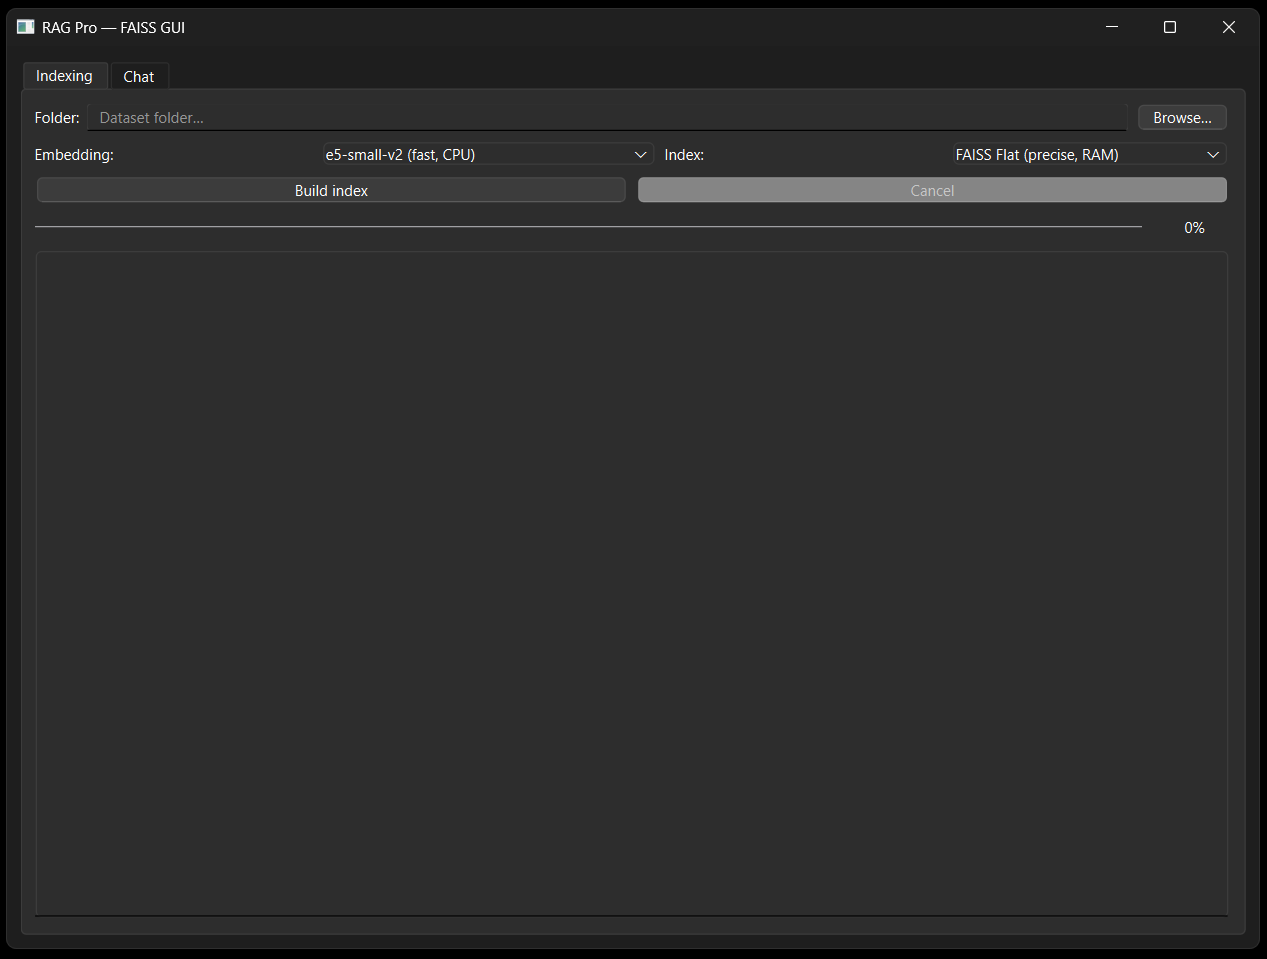 RAG Pro — FAISS GUI
Indexing Chat
Folder: Dataset folder... Browse...
Embedding: e5-small-v2 (fast, CPU) Index: FAISS Flat (precise, RAM)
Build index Cancel
0%